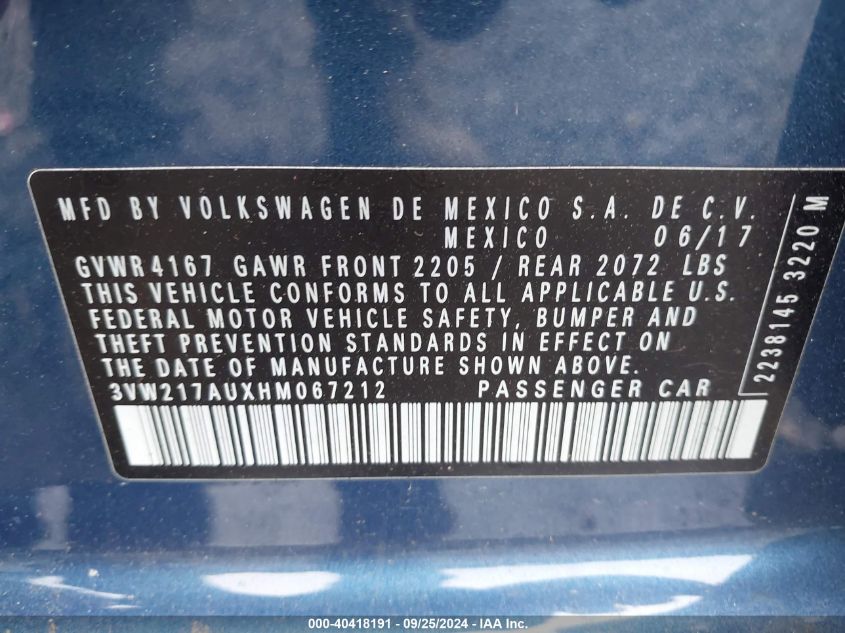 MFD BY VOLKSWAGEN DE MEXICO S.A. DE C.V.
MEXICO 06/17
GVWR 4167 GAWR FRONT 2205 / REAR 2072 LBS
THIS VEHICLE CONFORMS TO ALL APPLICABLE U.S.
FEDERAL MOTOR VEHICLE SAFETY, BUMPER AND
THEFT PREVENTION STANDARDS IN EFFECT ON
THE DATE OF MANUFACTURE SHOWN ABOVE.
3VW217AUXHM067212 PASSENGER CAR
2238145 3220 M
000-40418191 - 09/25/2024 - IAA Inc.